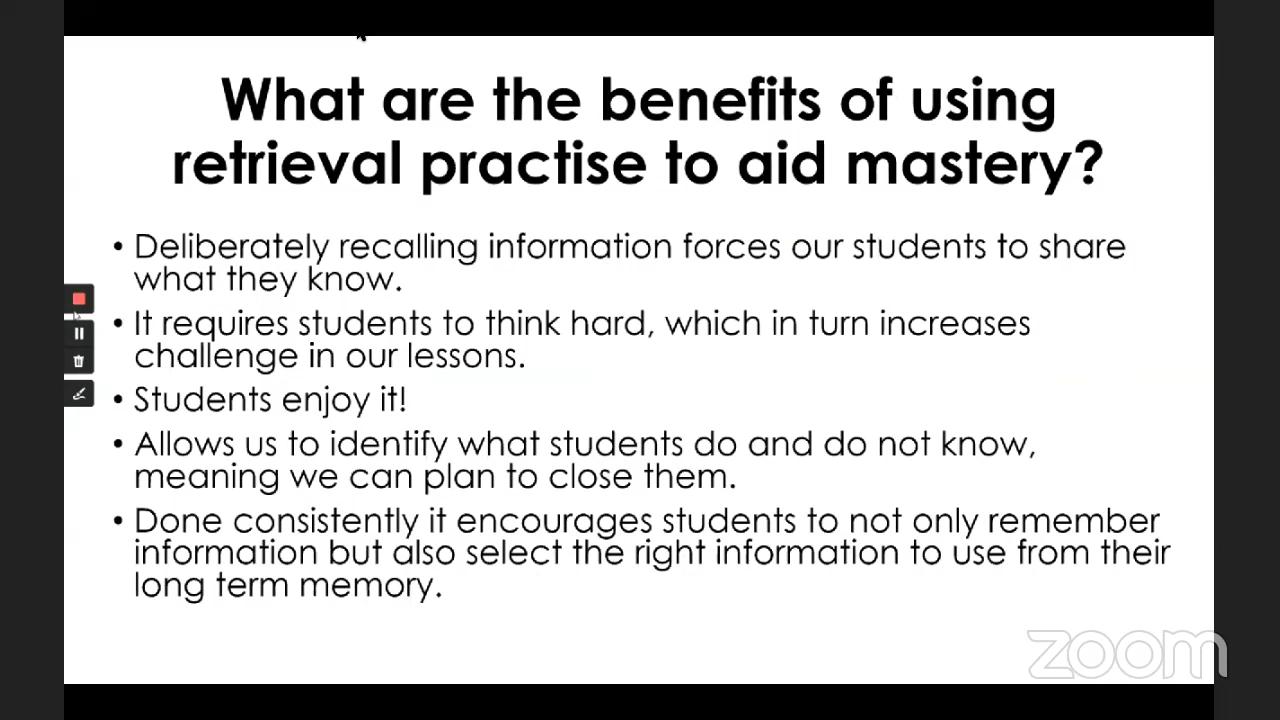 What are the benefits of using
retrieval practise to aid mastery?
• Deliberately recalling information forces our students to share
what they know.
• It requires students to think hard, which in turn increases
challenge in our lessons.
• Students enjoy it!
• Allows us to identify what students do and do not know,
meaning we can plan to close them.
• Done consistently it encourages students to not only remember
information but also select the right information to use from their
long term memory.
zoom